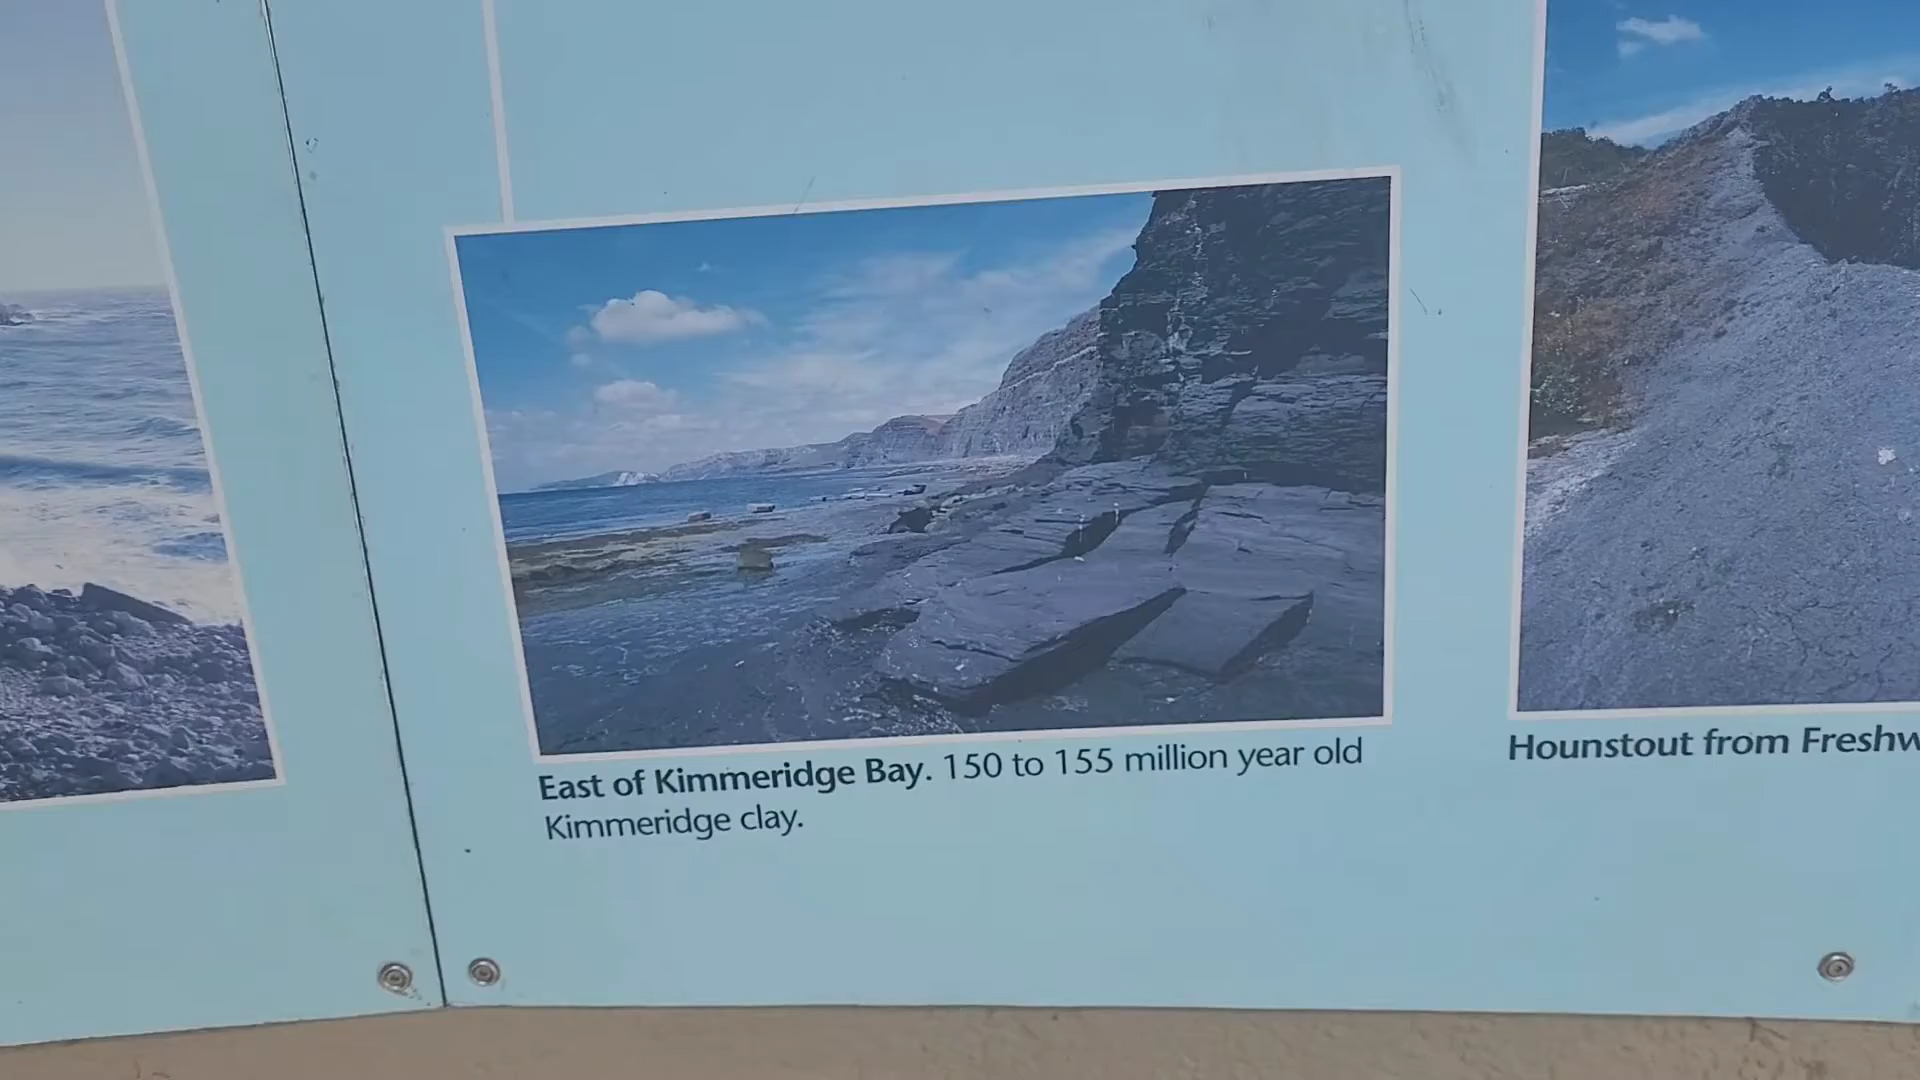 East of Kimmeridge Bay. 150 to 155 million year old
Kimmeridge clay.
Hounstout from